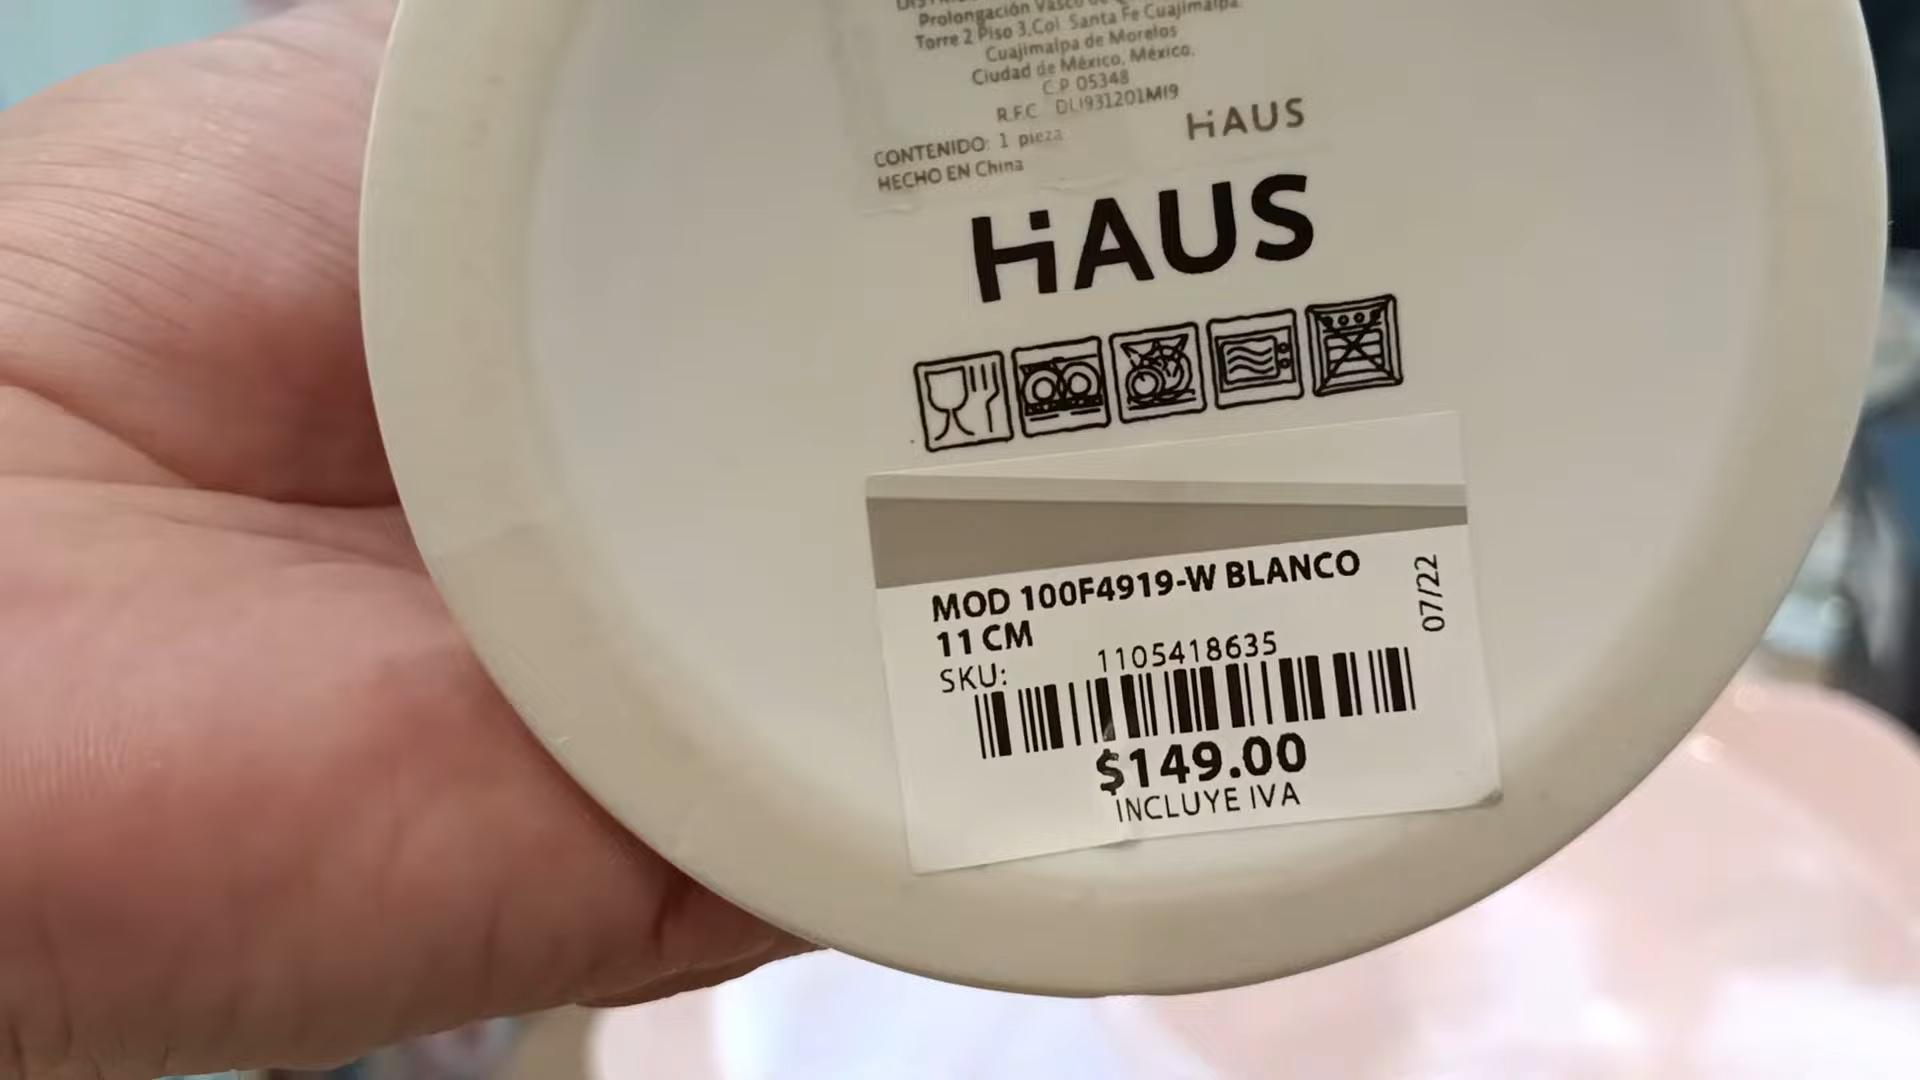 Prolongación Vasco de
Torre 2 Piso 3, Col. Santa Fe Cuajimalpa.
Cuajimalpa de Morelos
Ciudad de México, México.
C.P 05348
R.F.C DLI931201MI9
CONTENIDO: 1 pieza
HECHO EN China
HAUS
HAUS
MOD 100F4919-W BLANCO
11 CM
07/22
SKU: 1105418635
$149.00
INCLUYE IVA